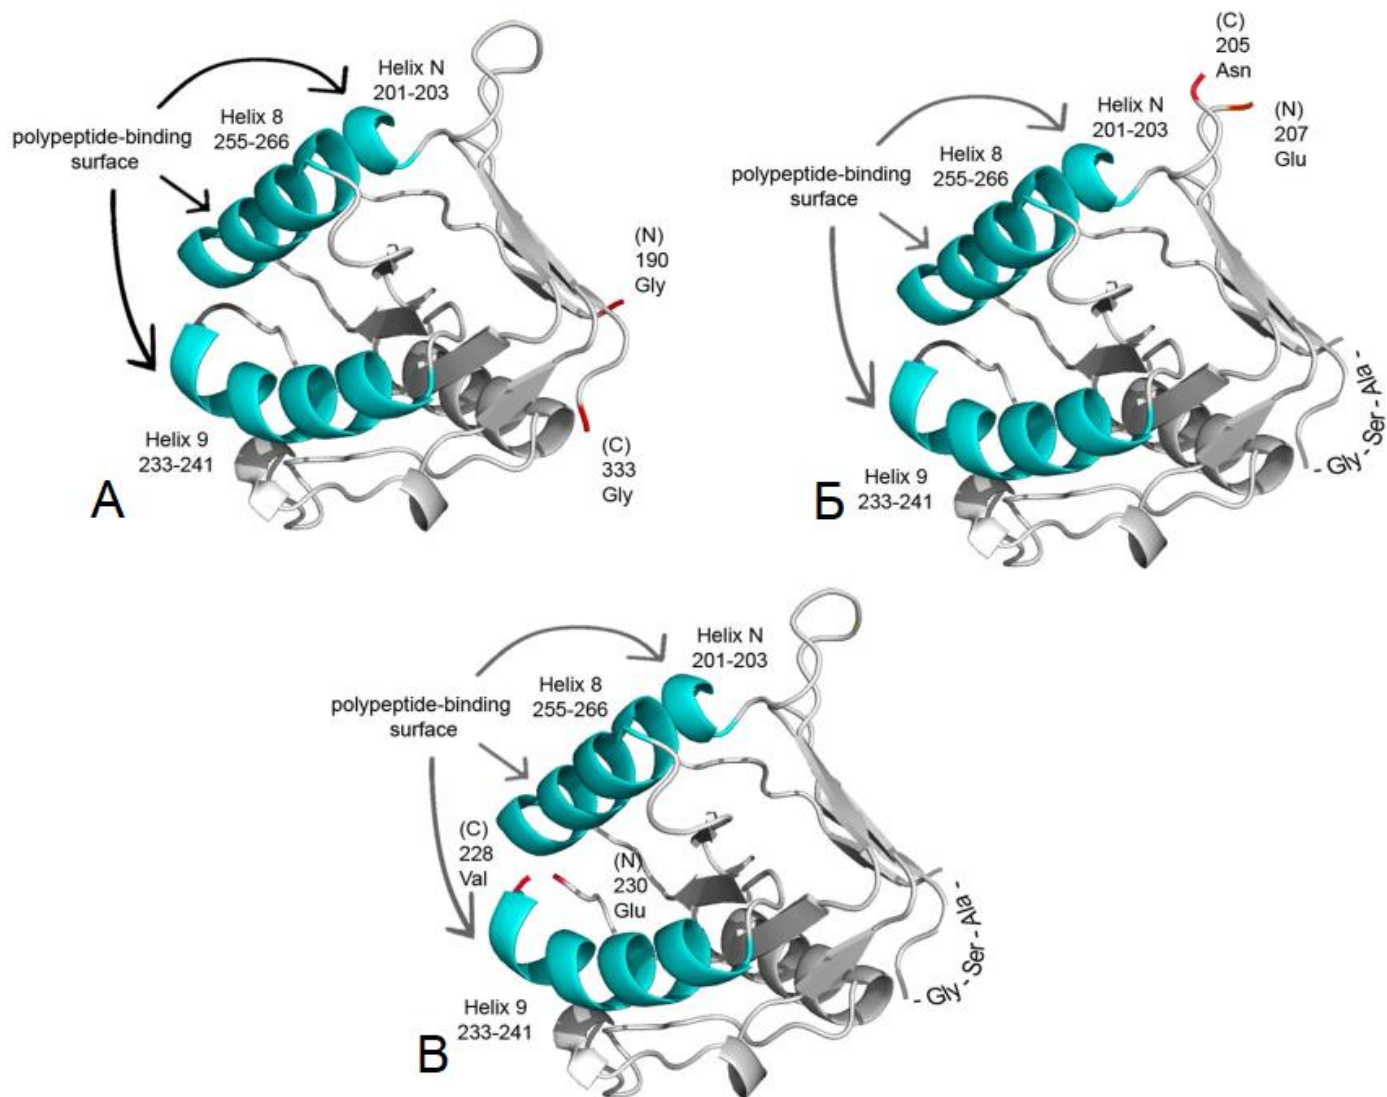 Helix N
201-203
Helix 8
255-266
polypeptide-binding
surface
(N)
190
Gly
Helix 9
233-241
(C)
333
Gly
А
(C)
205
Asn
Helix N
201-203
(N)
207
Glu
Helix 8
255-266
polypeptide-binding
surface
- Gly - Ser - Ala -
Helix 9
233-241
Б
Helix N
201-203
Helix 8
255-266
polypeptide-binding
surface
(C)
228
Val
(N)
230
Glu
- Gly - Ser - Ala -
Helix 9
233-241
В